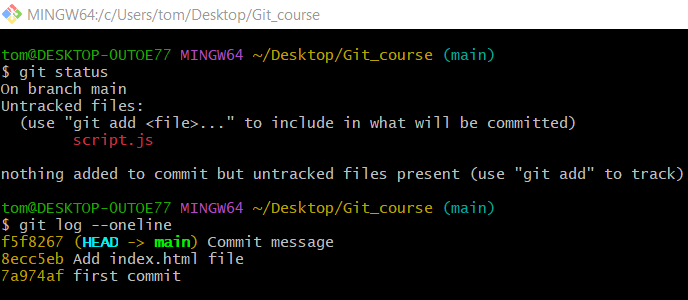 MINGW64:/c/Users/tom/Desktop/Git_course
tom@DESKTOP-OUTOE77 MINGW64 ~/Desktop/Git_course (main)
$ git status
On branch main
Untracked files:
  (use "git add <file>..." to include in what will be committed)
        script.js
nothing added to commit but untracked files present (use "git add" to track)
tom@DESKTOP-OUTOE77 MINGW64 ~/Desktop/Git_course (main)
$ git log --oneline
f5f8267 (HEAD -> main) Commit message
8ecc5eb Add index.html file
7a974af first commit